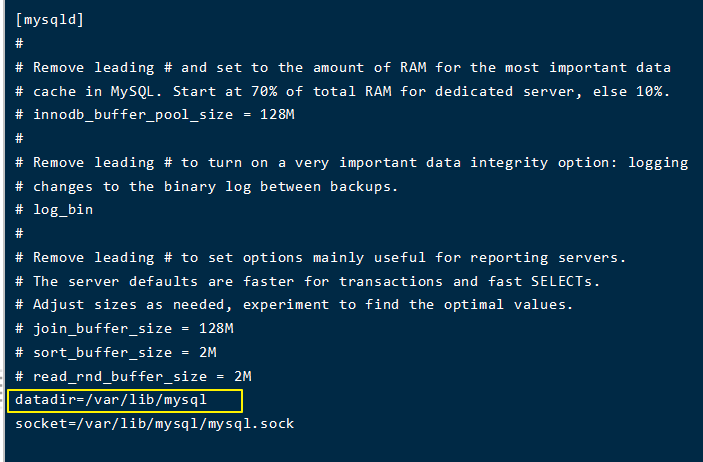 [mysqld]
#
# Remove leading # and set to the amount of RAM for the most important data
# cache in MySQL. Start at 70% of total RAM for dedicated server, else 10%.
# innodb_buffer_pool_size = 128M
#
# Remove leading # to turn on a very important data integrity option: logging
# changes to the binary log between backups.
# log_bin
#
# Remove leading # to set options mainly useful for reporting servers.
# The server defaults are faster for transactions and fast SELECTs.
# Adjust sizes as needed, experiment to find the optimal values.
# join_buffer_size = 128M
# sort_buffer_size = 2M
# read_rnd_buffer_size = 2M
datadir=/var/lib/mysql
socket=/var/lib/mysql/mysql.sock